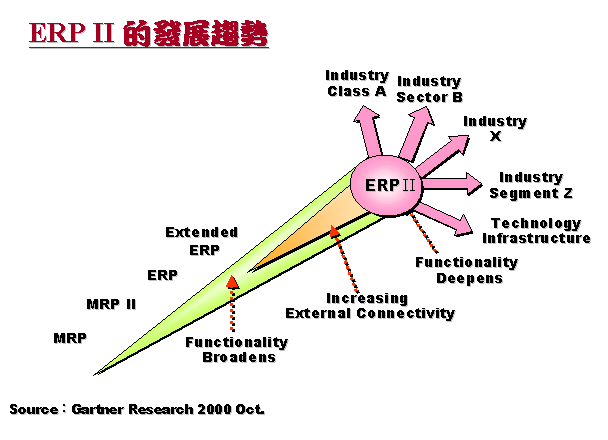 ERP II 的發展趨勢
Industry
Class A
Industry
Sector B
Industry
X
Industry
Segment Z
Technology
Infrastructure
ERP II
Functionality
Deepens
Extended
ERP
ERP
MRP II
MRP
Increasing
External Connectivity
Functionality
Broadens
Source：Gartner Research 2000 Oct.